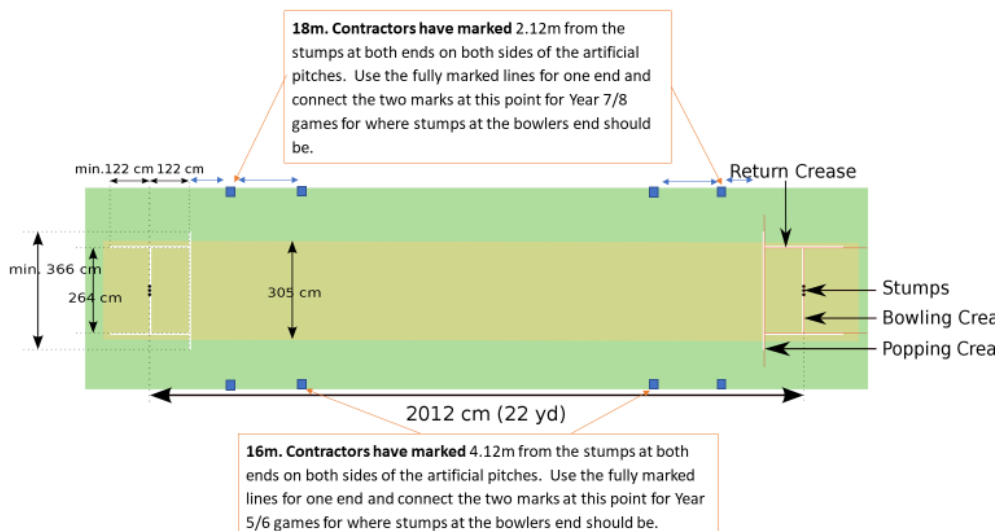 18m. Contractors have marked 2.12m from the
stumps at both ends on both sides of the artificial
pitches.  Use the fully marked lines for one end and
connect the two marks at this point for Year 7/8
games for where stumps at the bowlers end should
be.
min.122 cm 122 cm
Return Crease
min. 366 cm
264 cm
305 cm
Stumps
Bowling Crea
Popping Crea
2012 cm (22 yd)
16m. Contractors have marked 4.12m from the stumps at both
ends on both sides of the artificial pitches.  Use the fully marked
lines for one end and connect the two marks at this point for Year
5/6 games for where stumps at the bowlers end should be.